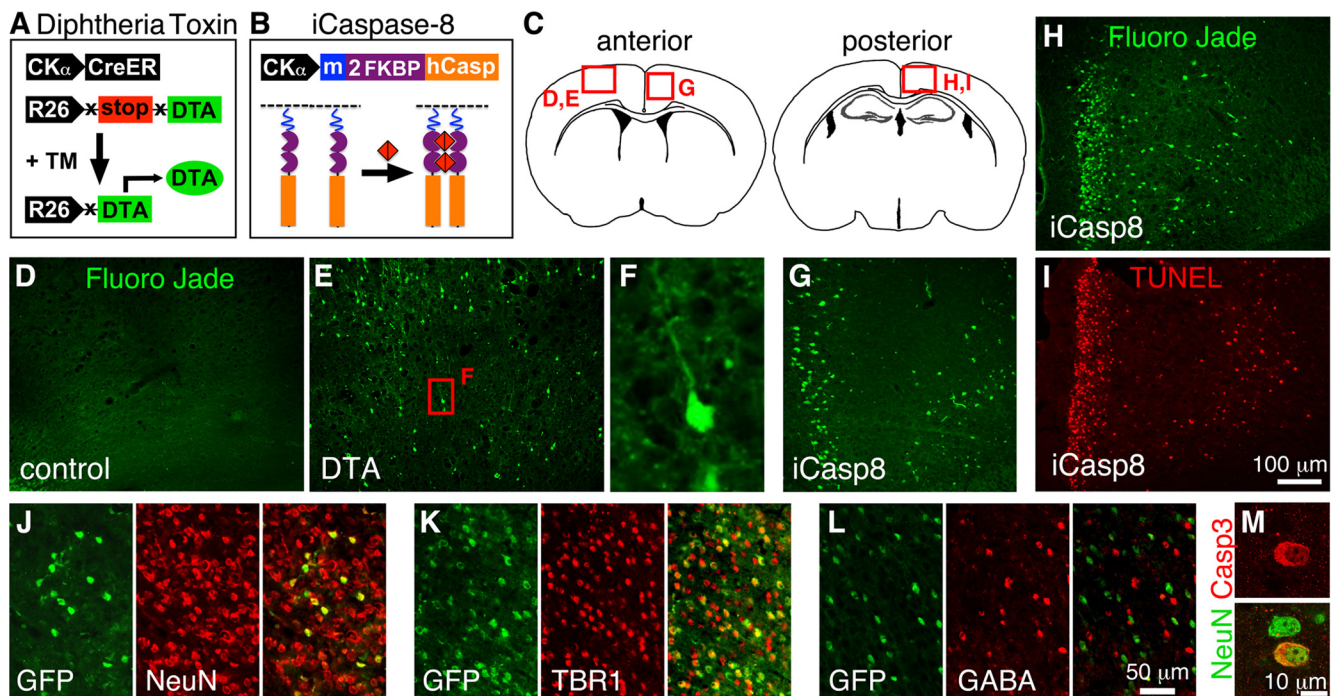 A Diphtheria Toxin
CKα CreER
R26 stop DTA
+ TM
DTA
R26 DTA
B iCaspase-8
CKα m 2 FKBP hCasp
C
anterior posterior
D,E G H,I
H Fluoro Jade
iCasp8
D Fluoro Jade
control
E
F
DTA
F
G
iCasp8
I TUNEL
iCasp8 100 μm
J
GFP NeuN
K
GFP TBR1
L
GFP GABA 50 μm
M
NeuN Casp3
10 μm